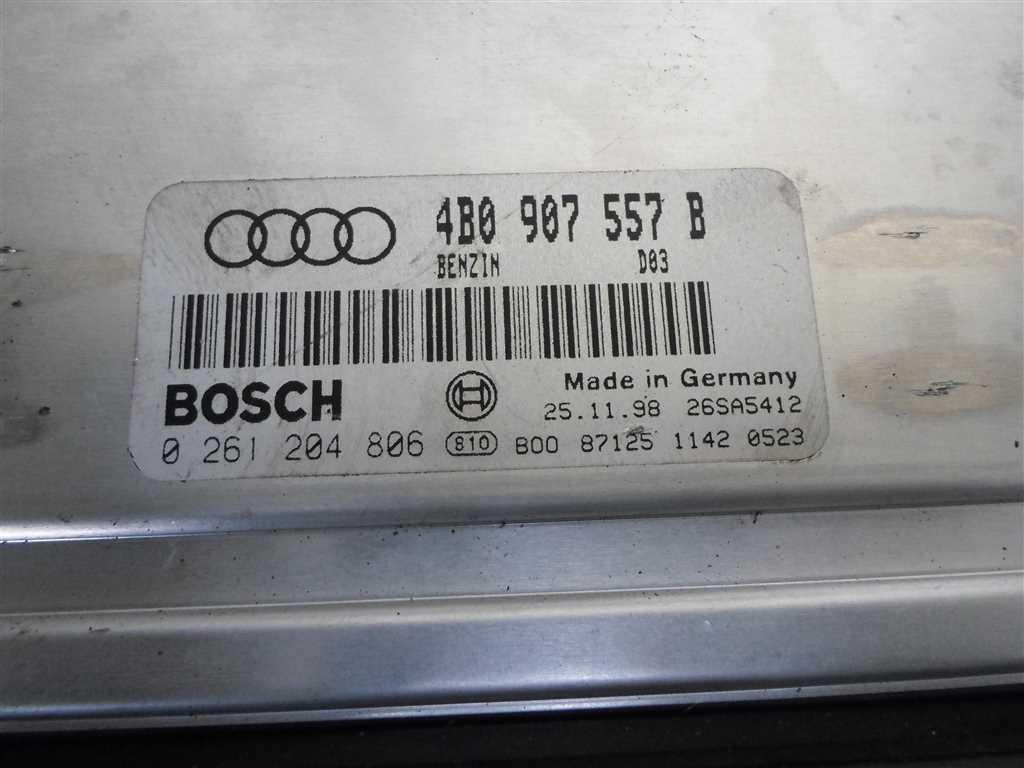 4B0 907 557 B
BENZIN D03
BOSCH
Made in Germany
25.11.98 26SA5412
0 261 204 806 810 B00 87125 1142 0523